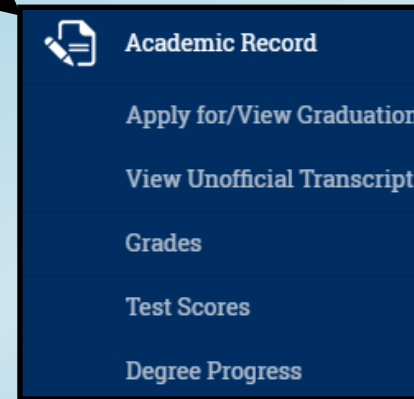 Academic Record
Apply for/View Graduation
View Unofficial Transcript
Grades
Test Scores
Degree Progress